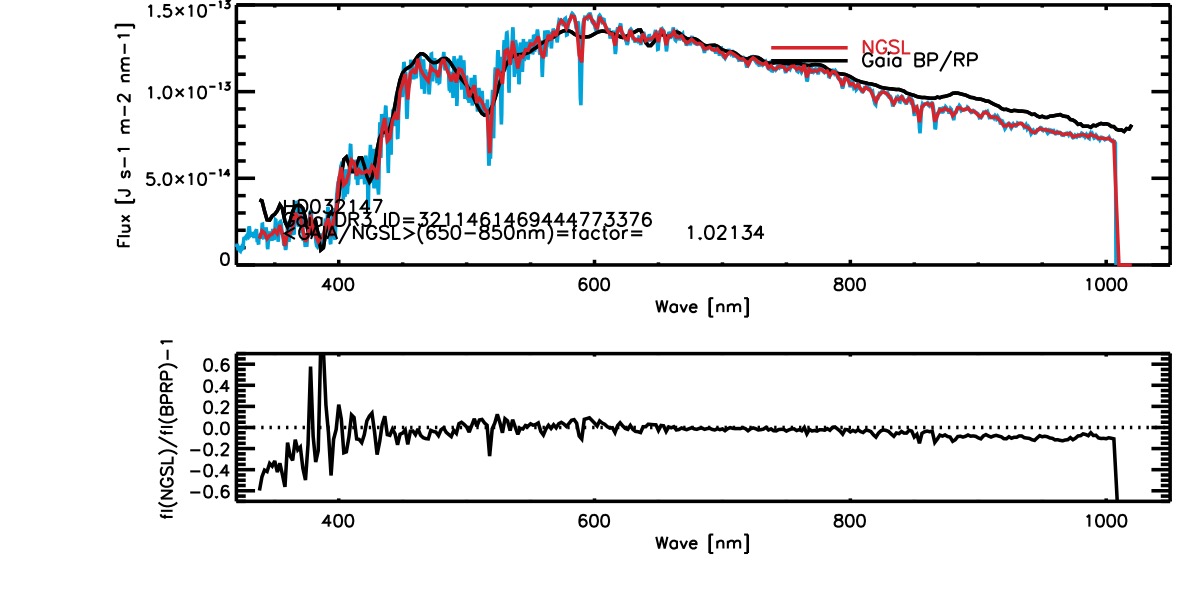 1.5×10−13
1.0×10−13
5.0×10−14
0
Flux [J s−1 m−2 nm−1]
NGSL
Gaia BP/RP
HD032147
Gaia DR3 ID=3211461469444773376
<GAIA/NGSL>(650−850nm)=factor= 1.02134
400 600 800 1000
Wave [nm]
fl(NGSL)/fl(BPRP)−1
0.6
0.4
0.2
0.0
−0.2
−0.4
−0.6
400 600 800 1000
Wave [nm]